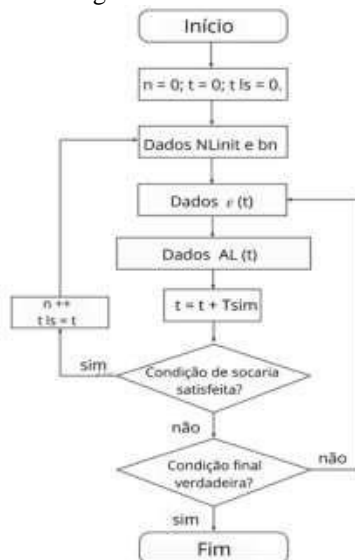 Início
n = 0; t = 0; t ls = 0.
Dados NLinit e bn
Dados ε (t)
Dados AL (t)
n ++
t ls = t
t = t + Tsim
sim
Condição de socaria
satisfeita?
não
Condição final
verdadeira?
não
sim
Fim